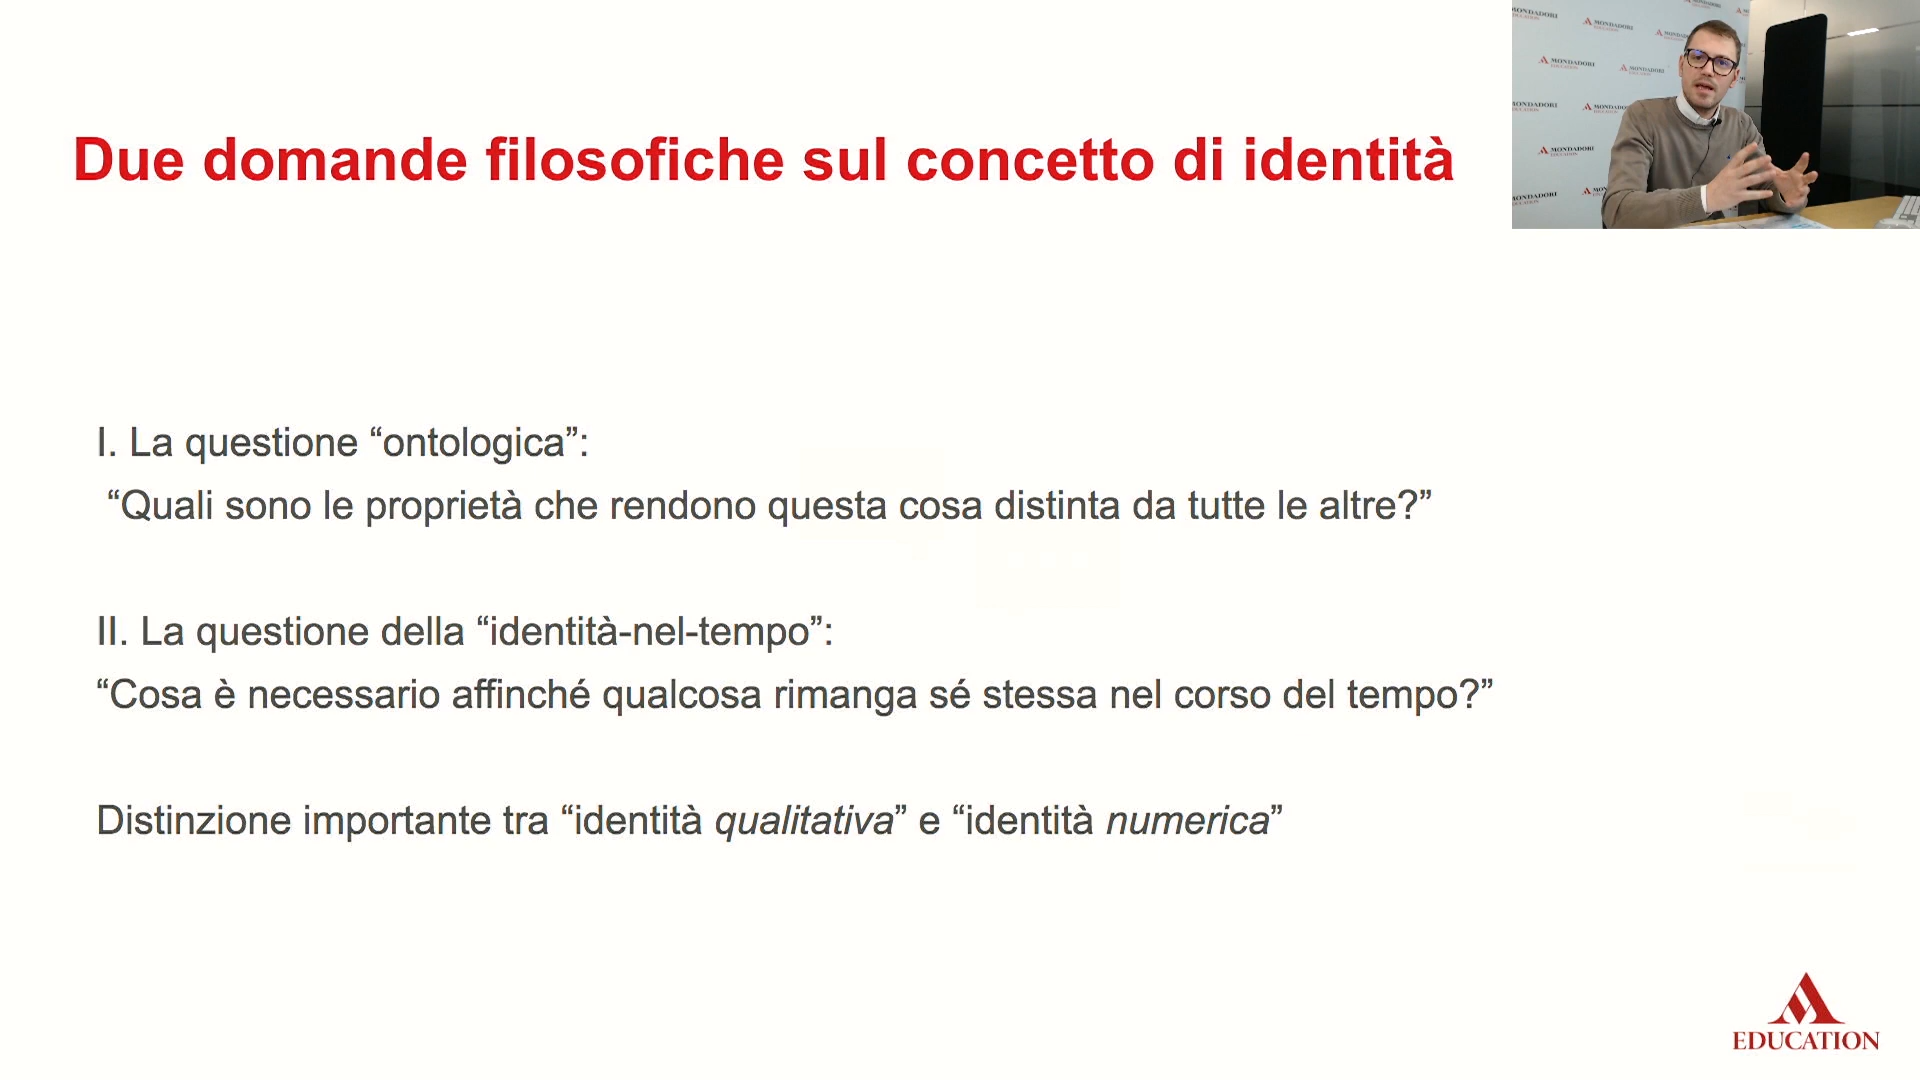 Due domande filosofiche sul concetto di identità
I. La questione “ontologica”:
“Quali sono le proprietà che rendono questa cosa distinta da tutte le altre?”
II. La questione della “identità-nel-tempo”:
“Cosa è necessario affinché qualcosa rimanga sé stessa nel corso del tempo?”
Distinzione importante tra “identità qualitativa” e “identità numerica”
MONDADORI
EDUCATION
EDUCATION